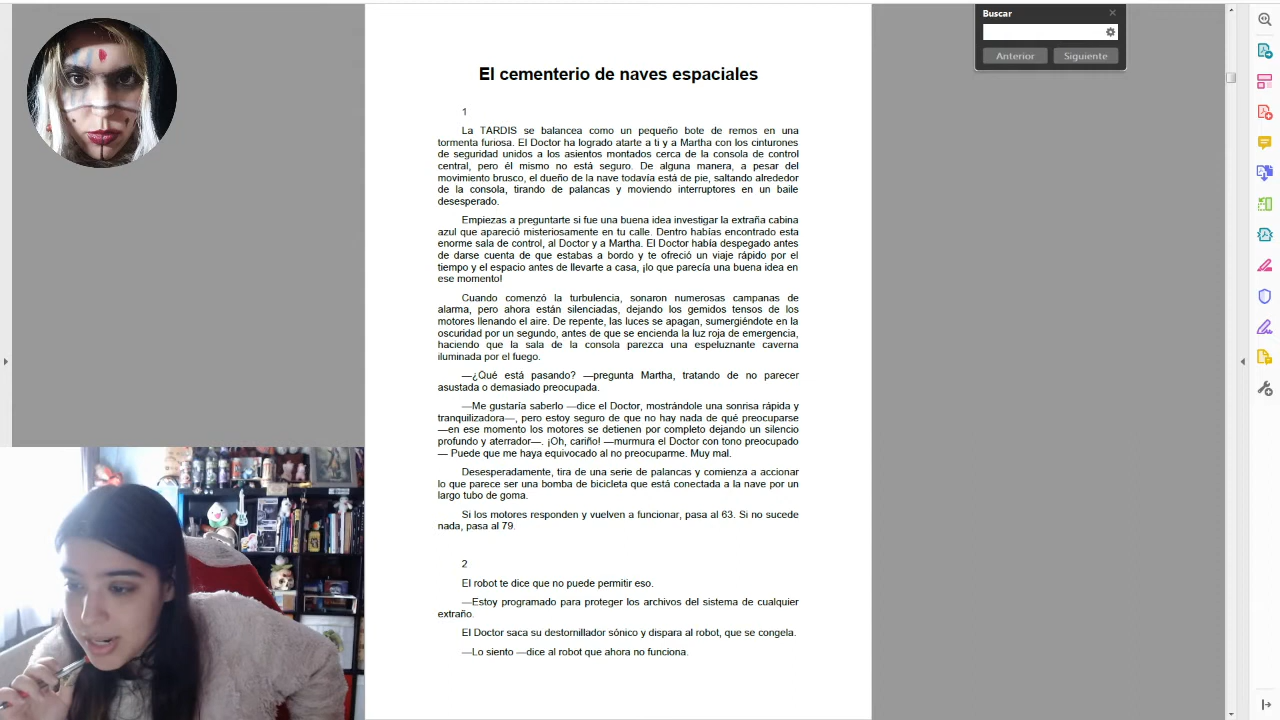 Buscar
Anterior
Siguiente
El cementerio de naves espaciales
1
La TARDIS se balancea como un pequeño bote de remos en una
tormenta furiosa. El Doctor ha logrado atarte a ti y a Martha con los cinturones
de seguridad unidos a los asientos montados cerca de la consola de control
central, pero él mismo no está seguro. De alguna manera, a pesar del
movimiento brusco, el dueño de la nave todavía está de pie, saltando alrededor
de la consola, tirando de palancas y moviendo interruptores en un baile
desesperado.
Empiezas a preguntarte si fue una buena idea investigar la extraña cabina
azul que apareció misteriosamente en tu calle. Dentro habías encontrado esta
enorme sala de control, al Doctor y a Martha. El Doctor había despegado antes
de darse cuenta de que estabas a bordo y te ofreció un viaje rápido por el
tiempo y el espacio antes de llevarte a casa, ¡lo que parecía una buena idea en
ese momento!
Cuando comenzó la turbulencia, sonaron numerosas campanas de
alarma, pero ahora están silenciadas, dejando los gemidos tensos de los
motores llenando el aire. De repente, las luces se apagan, sumergiéndote en la
oscuridad por un segundo, antes de que se encienda la luz roja de emergencia,
haciendo que la sala de la consola parezca una espeluznante caverna
iluminada por el fuego.
—¿Qué está pasando? —pregunta Martha, tratando de no parecer
asustada o demasiado preocupada.
—Me gustaría saberlo —dice el Doctor, mostrándole una sonrisa rápida y
tranquilizadora—, pero estoy seguro de que no hay nada de qué preocuparse
—en ese momento los motores se detienen por completo dejando un silencio
profundo y aterrador—. ¡Oh, cariño! —murmura el Doctor con tono preocupado
— Puede que me haya equivocado al no preocuparme. Muy mal.
Desesperadamente, tira de una serie de palancas y comienza a accionar
lo que parece ser una bomba de bicicleta que está conectada a la nave por un
largo tubo de goma.
Si los motores responden y vuelven a funcionar, pasa al 63. Si no sucede
nada, pasa al 79.
2
El robot te dice que no puede permitir eso.
—Estoy programado para proteger los archivos del sistema de cualquier
extraño.
El Doctor saca su destornillador sónico y dispara al robot, que se congela.
—Lo siento —dice al robot que ahora no funciona.